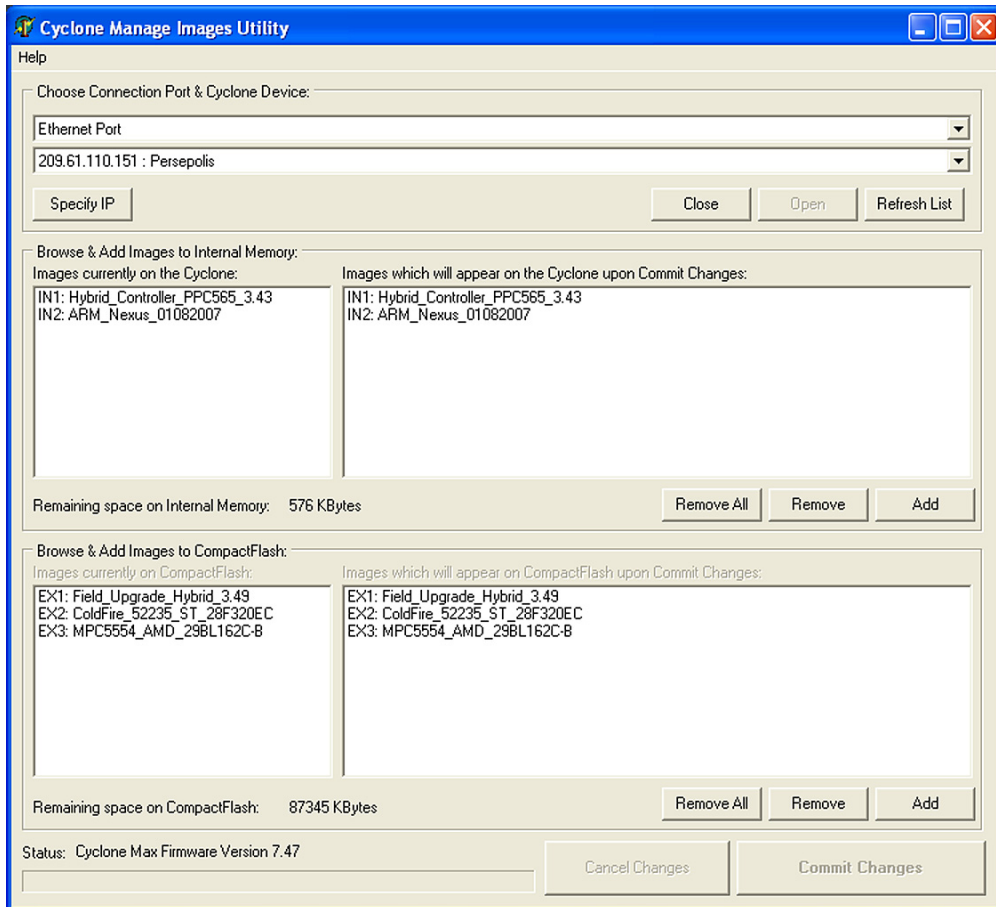 Cyclone Manage Images Utility
Help
Choose Connection Port & Cyclone Device:
Ethernet Port
209.61.110.151 : Persepolis
Specify IP
Close
Open
Refresh List
Browse & Add Images to Internal Memory:
Images currently on the Cyclone:
Images which will appear on the Cyclone upon Commit Changes:
IN1: Hybrid_Controller_PPC565_3.43
IN2: ARM_Nexus_01082007
IN1: Hybrid_Controller_PPC565_3.43
IN2: ARM_Nexus_01082007
Remaining space on Internal Memory: 576 KBytes
Remove All
Remove
Add
Browse & Add Images to CompactFlash:
Images currently on CompactFlash:
Images which will appear on CompactFlash upon Commit Changes:
EX1: Field_Upgrade_Hybrid_3.49
EX2: ColdFire_52235_ST_28F320EC
EX3: MPC5554_AMD_29BL162C-B
EX1: Field_Upgrade_Hybrid_3.49
EX2: ColdFire_52235_ST_28F320EC
EX3: MPC5554_AMD_29BL162C-B
Remaining space on CompactFlash: 87345 KBytes
Remove All
Remove
Add
Status: Cyclone Max Firmware Version 7.47
Cancel Changes
Commit Changes